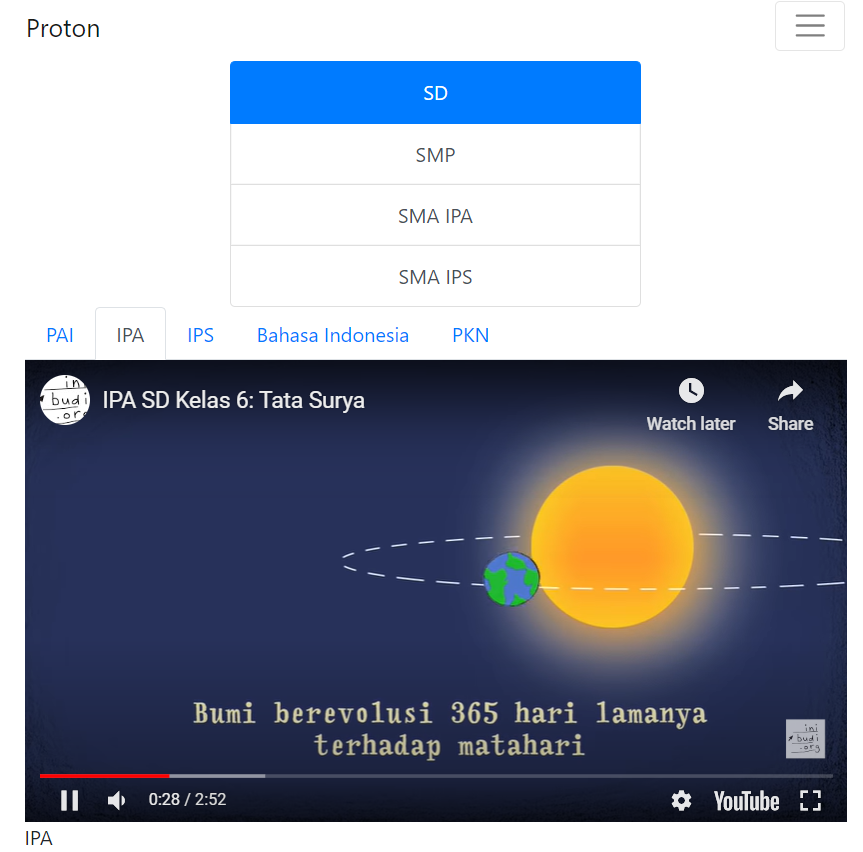 Proton
SD
SMP
SMA IPA
SMA IPS
PAI
IPA
IPS
Bahasa Indonesia
PKN
in
budi
.org
IPA SD Kelas 6: Tata Surya
Watch later
Share
Bumi berevolusi 365 hari lamanya
terhadap matahari
ini
budi
.org
0:28 / 2:52
YouTube
IPA